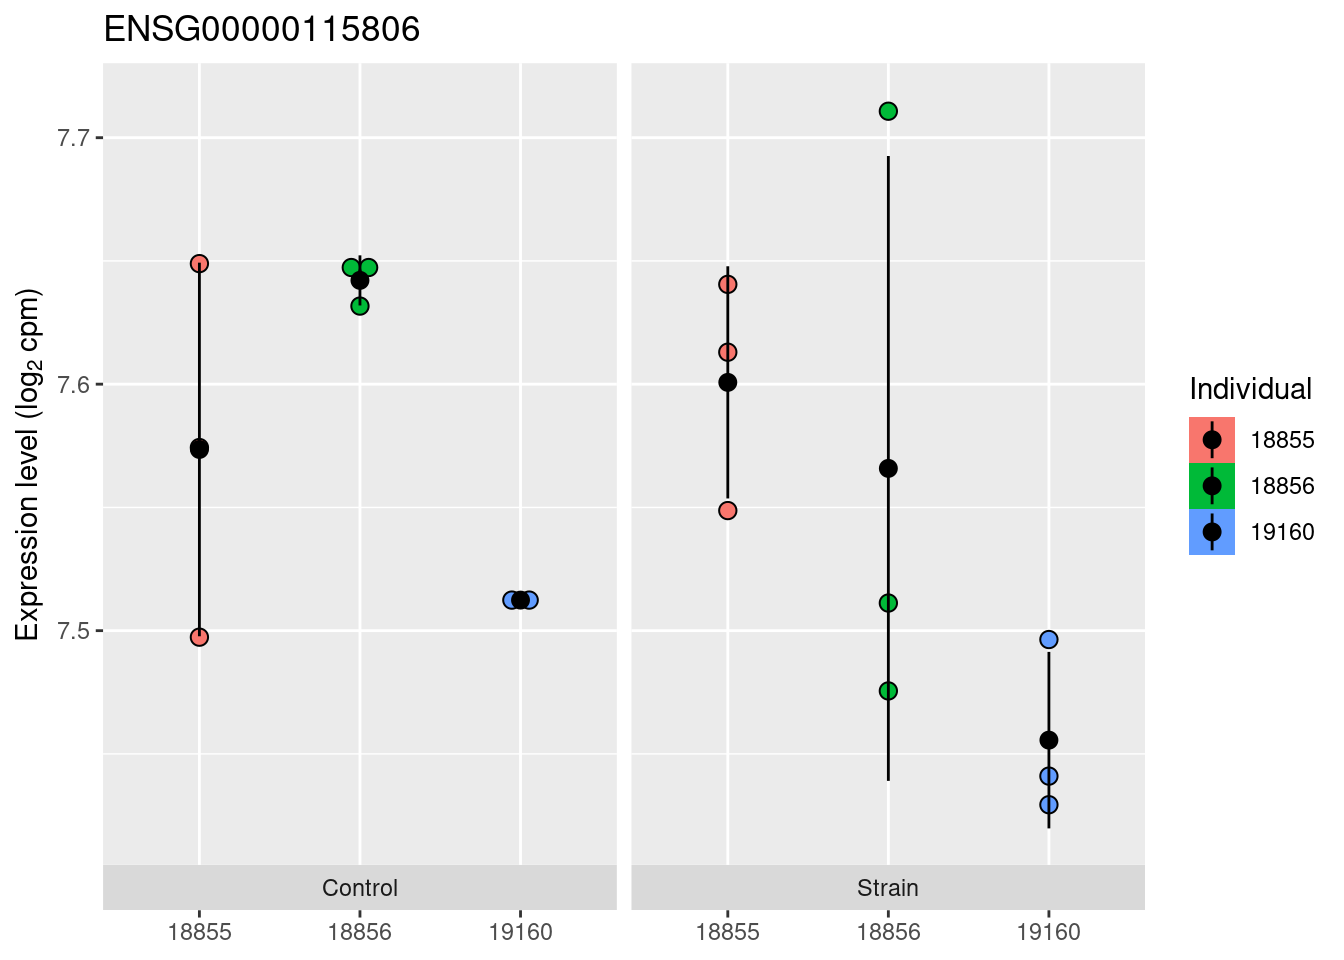 ENSG00000115806
Expression level (log2 cpm)
7.7
7.6
7.5
Control
Strain
18855
18856
19160
18855
18856
19160
Individual
18855
18856
19160